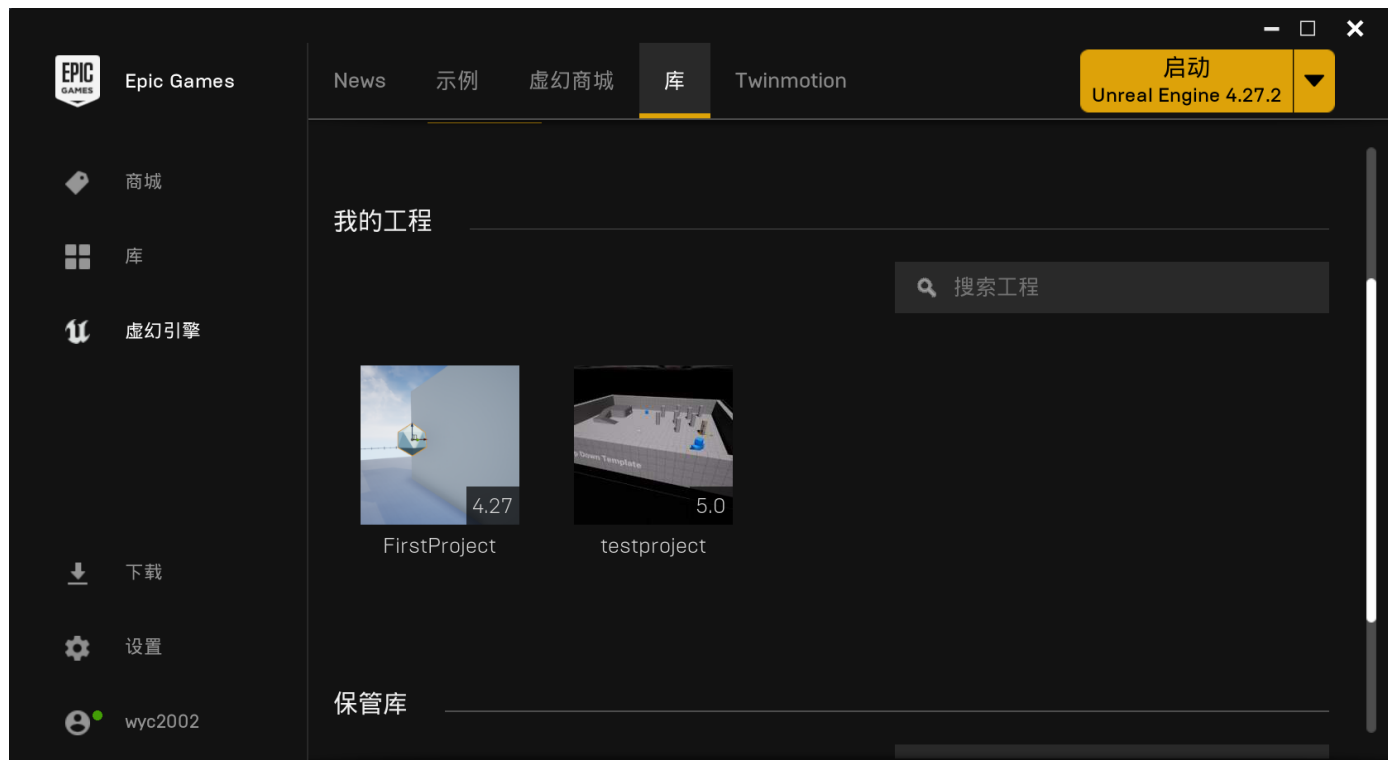 EPIC
GAMES
Epic Games
News
示例
虚幻商城
库
Twinmotion
启动
Unreal Engine 4.27.2
商城
库
虚幻引擎
下载
设置
wyc2002
我的工程
搜索工程
4.27
FirstProject
Down Template
5.0
testproject
保管库